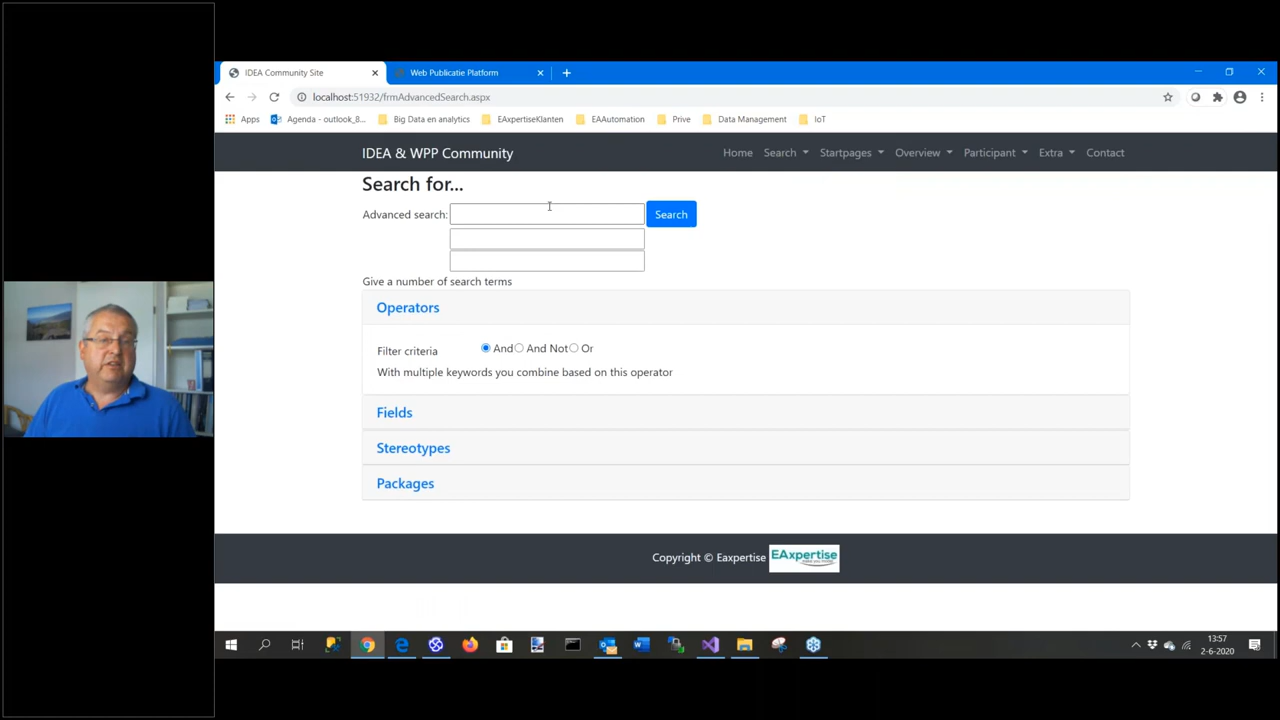 IDEA Community Site
Web Publicatie Platform
localhost:51932/frmAdvancedSearch.aspx
Apps
Agenda - outlook_8...
Big Data en analytics
EAxpertiseKlanten
EAAutomation
Prive
Data Management
IoT
IDEA & WPP Community
Home
Search
Startpages
Overview
Participant
Extra
Contact
Search for...
Advanced search:
Search
Give a number of search terms
Operators
Filter criteria
And
And Not
Or
With multiple keywords you combine based on this operator
Fields
Stereotypes
Packages
Copyright © Eaxpertise
EAxpertise
13:57
2-6-2020